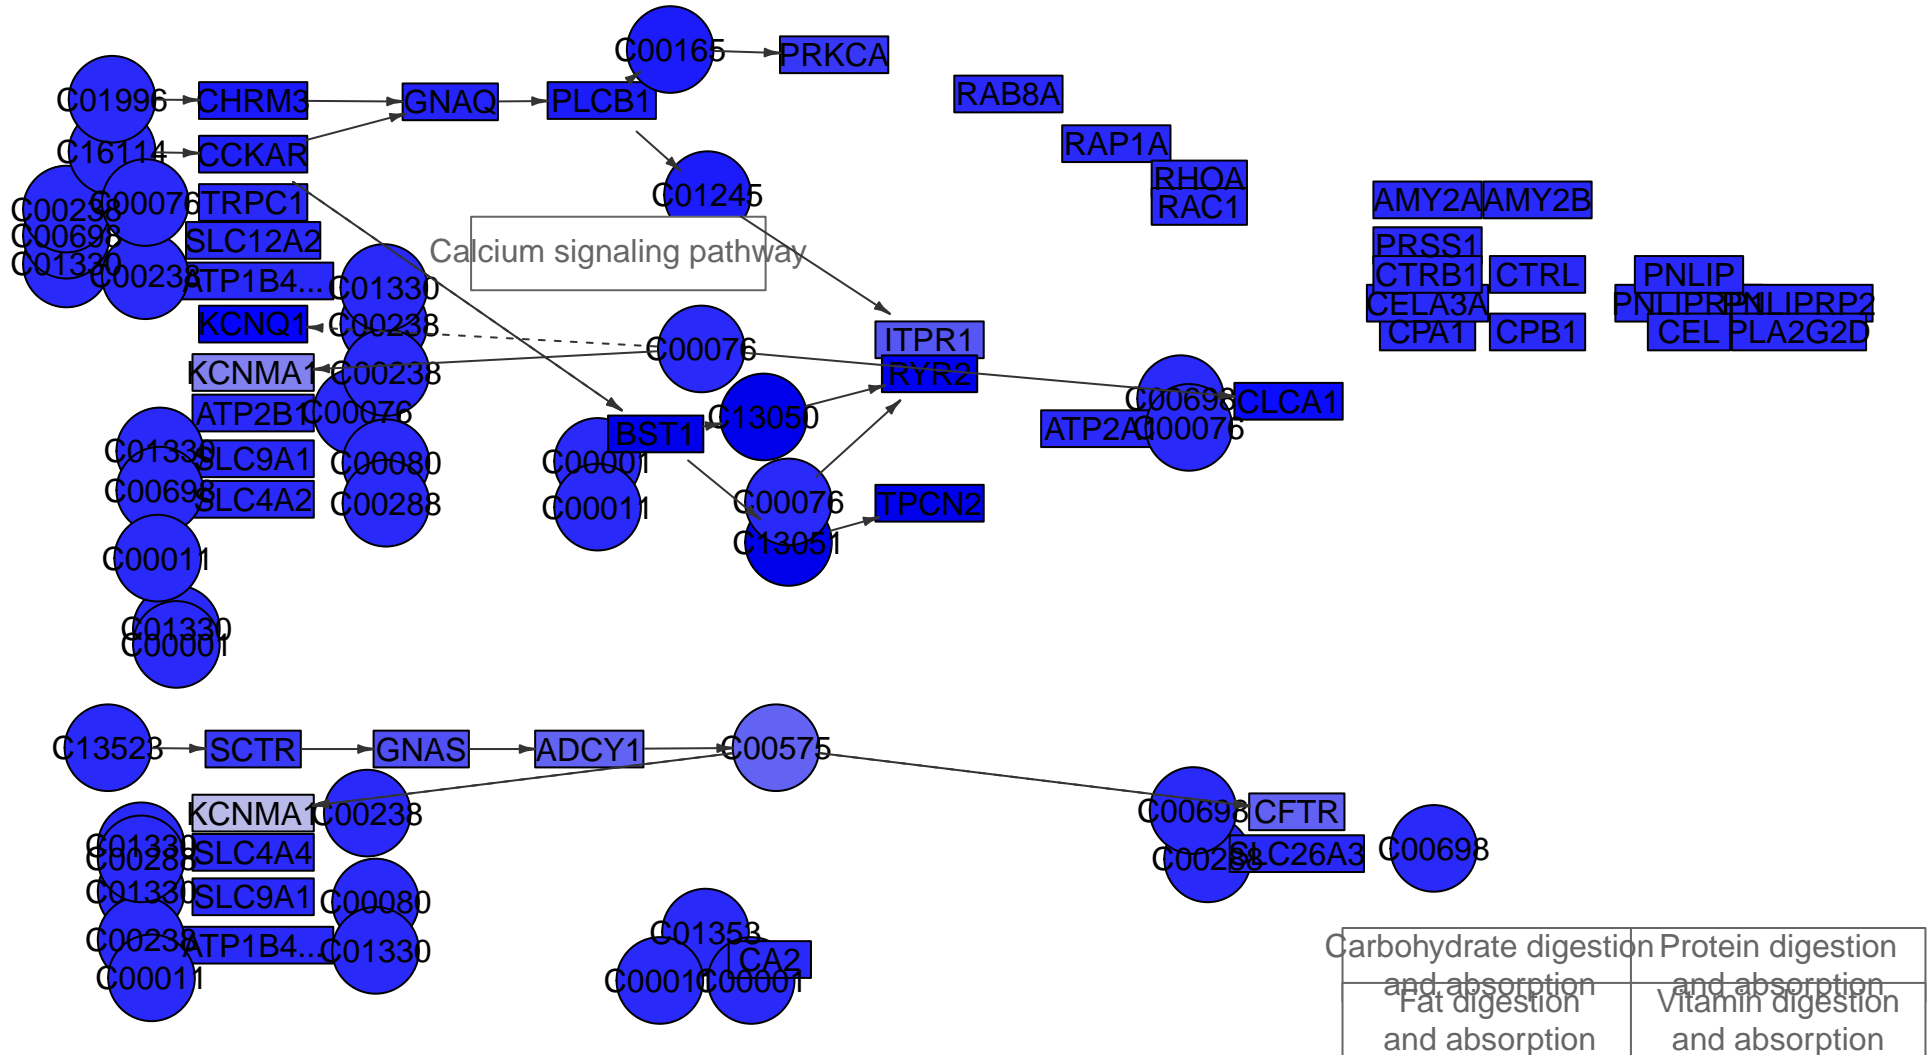 C00165
PRKCA
C01996
CHRM3
GNAQ
PLCB1
RAB8A
C16114
CCKAR
RAP1A
C00238
C00076
TRPC1
C01245
RHOA
RAC1
AMY2A
AMY2B
C00698
SLC12A2
Calcium signaling pathway
PRSS1
C01330
C00238
ATP1B4...
C01330
CTRB1
CTRL
PNLIP
CELA3A
PNLIPRP1
PNLIPRP2
KCNQ1
C00238
C00076
ITPR1
CPA1
CPB1
CEL
PLA2G2D
KCNMA1
C00238
RYR2
ATP2B1
C00076
C13050
C00698
CLCA1
BST1
ATP2A
C00076
C01330
SLC9A1
C00080
C00001
C00698
SLC4A2
C00288
C00011
C00076
TPCN2
C13051
C00011
C01330
C00001
C13523
SCTR
GNAS
ADCY1
C00575
KCNMA1
C00238
C00698
CFTR
C01330
C00288
SLC4A4
C00288
SLC26A3
C00698
C01330
SLC9A1
C00080
C00238
ATP1B4...
C01330
C01353
CA2
C00011
C00011
C00001
Carbohydrate digestion
and absorption
Protein digestion
and absorption
Fat digestion
and absorption
Vitamin digestion
and absorption